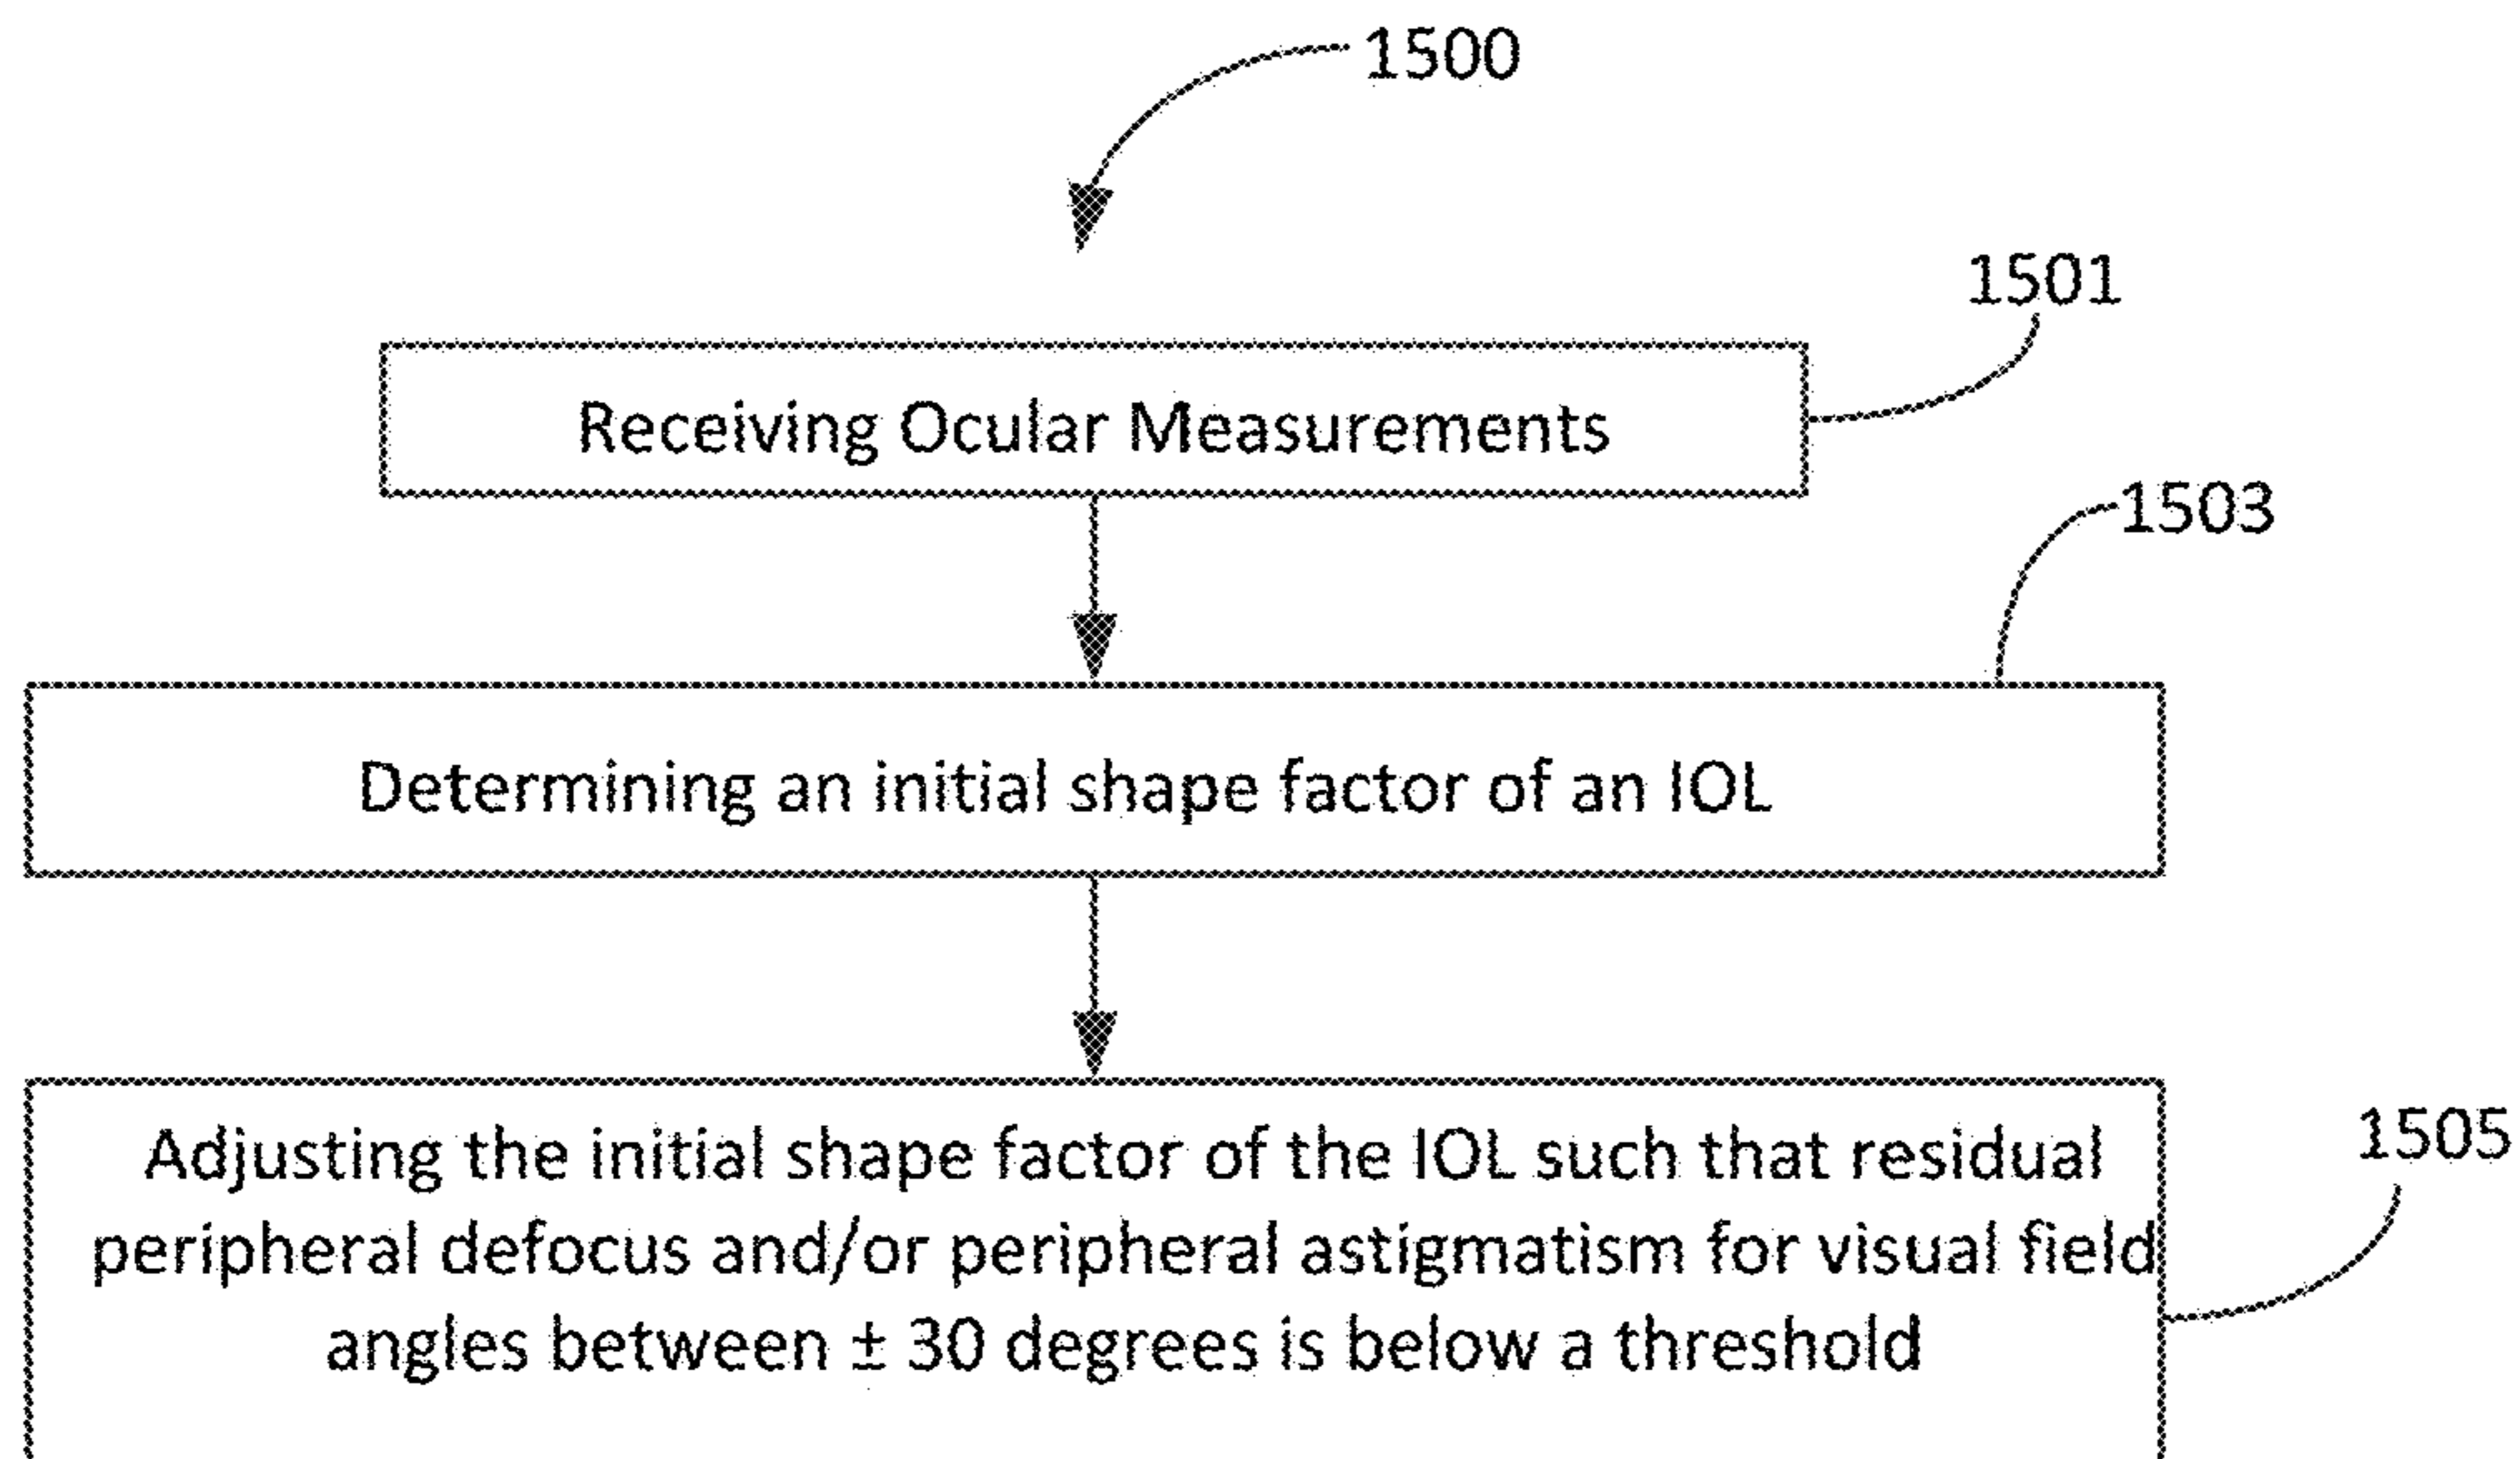 1500
1501
Receiving Ocular Measurements
1503
Determining an initial shape factor of an IOL
1505
Adjusting the initial shape factor of the IOL such that residual
peripheral defocus and/or peripheral astigmatism for visual field
angles between ± 30 degrees is below a threshold